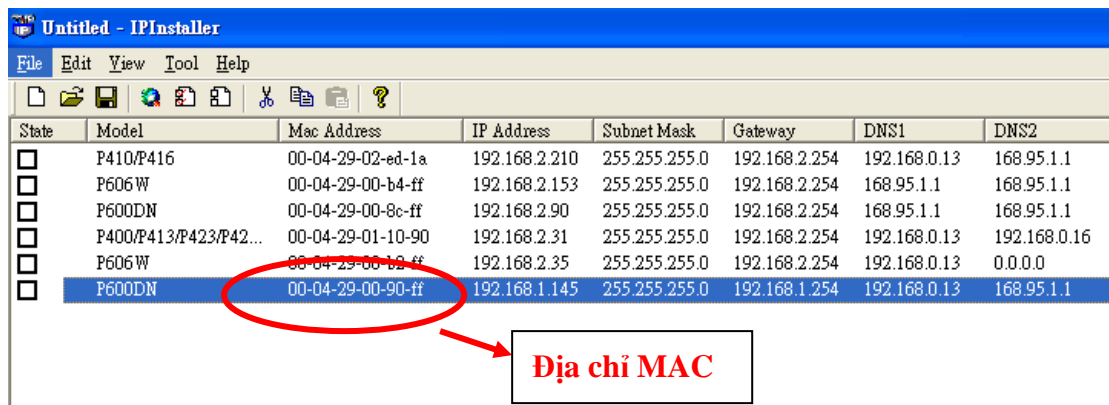 Untitled - IPInstaller
File Edit View Tool Help
State Model Mac Address IP Address Subnet Mask Gateway DNS1 DNS2
P410/P416 00-04-29-02-ed-1a 192.168.2.210 255.255.255.0 192.168.2.254 192.168.0.13 168.95.1.1
P606W 00-04-29-00-b4-ff 192.168.2.153 255.255.255.0 192.168.2.254 168.95.1.1 168.95.1.1
P600DN 00-04-29-00-8c-ff 192.168.2.90 255.255.255.0 192.168.2.254 168.95.1.1 168.95.1.1
P400/P413/P423/P42... 00-04-29-01-10-90 192.168.2.31 255.255.255.0 192.168.2.254 192.168.0.13 192.168.0.16
P606W 00-04-29-00-b2-ff 192.168.2.35 255.255.255.0 192.168.2.254 192.168.0.13 0.0.0.0
P600DN 00-04-29-00-90-ff 192.168.1.145 255.255.255.0 192.168.1.254 192.168.0.13 168.95.1.1
Địa chỉ MAC